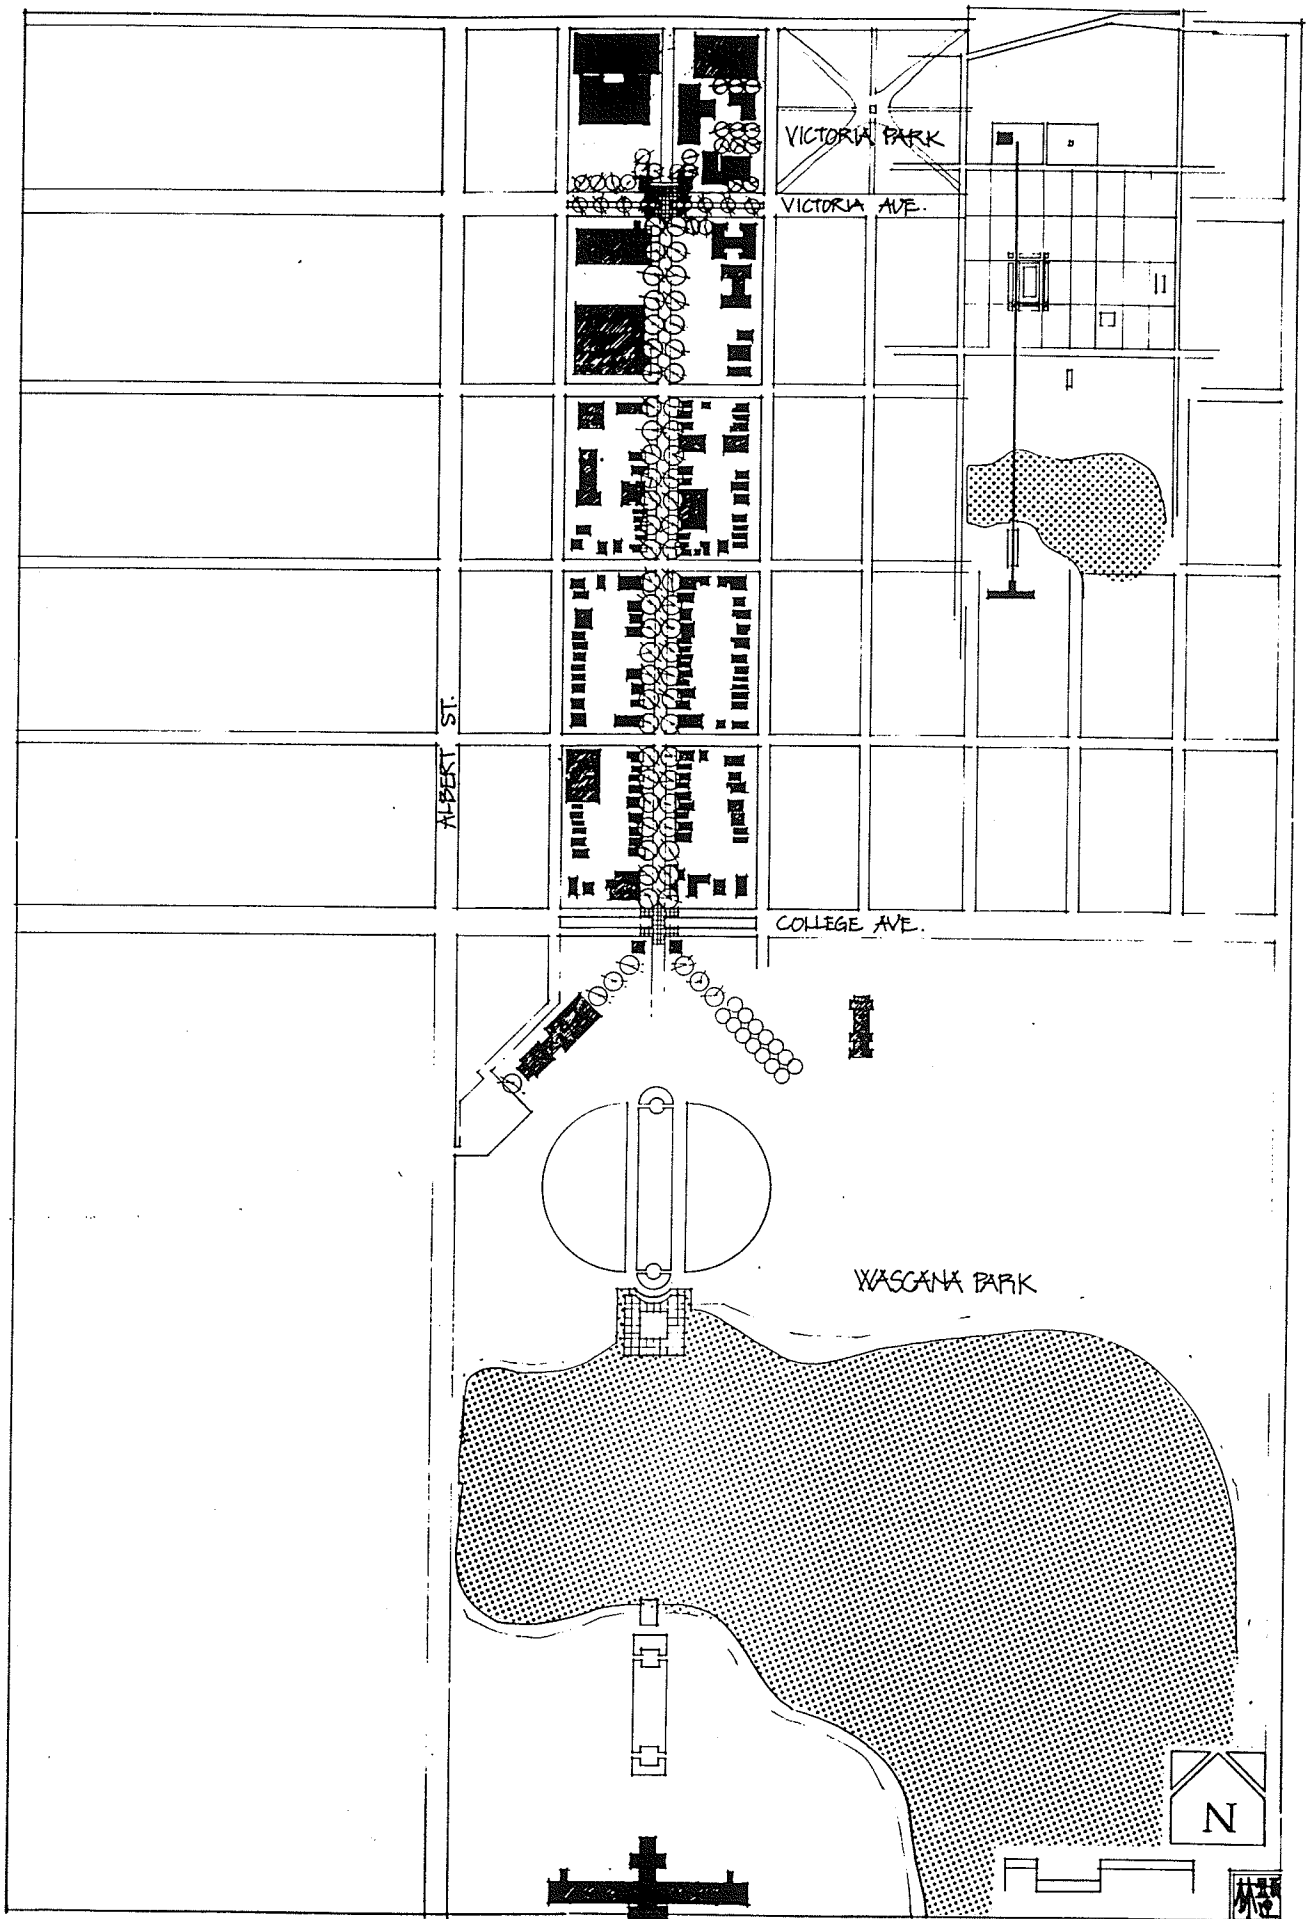 VICTORIA PARK
VICTORIA AVE.
ALBERT ST.
COLLEGE AVE.
WASCANA PARK
N